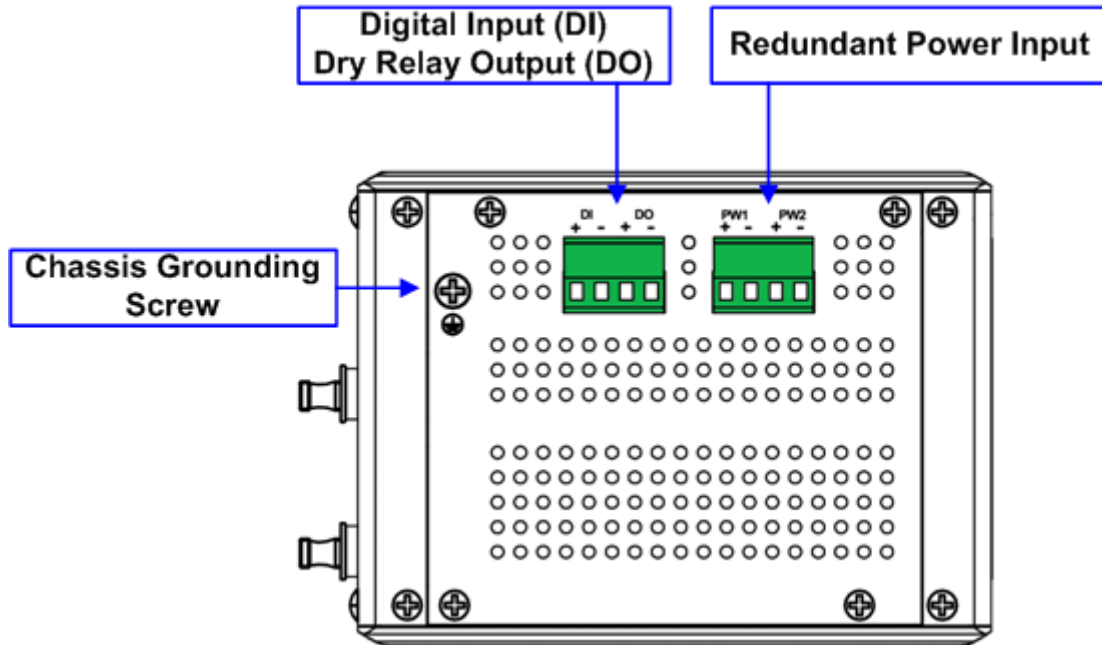 Digital Input (DI)
Dry Relay Output (DO)
Redundant Power Input
DI DO PW1 PW2
+ - + - + - + -
Chassis Grounding
Screw